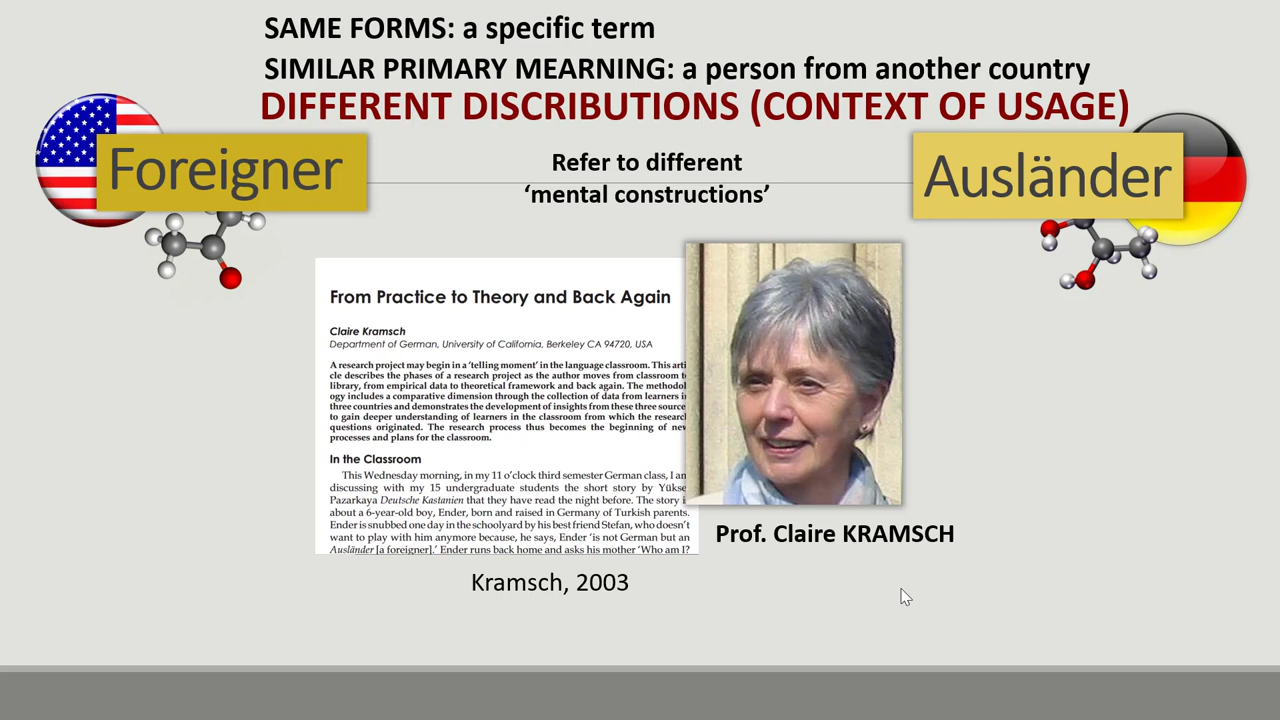 SAME FORMS: a specific term
SIMILAR PRIMARY MEARNING: a person from another country
DIFFERENT DISCRIBUTIONS (CONTEXT OF USAGE)
Foreigner
Refer to different
‘mental constructions’
Ausländer
From Practice to Theory and Back Again
Claire Kramsch
Department of German, University of California, Berkeley CA 94720, USA
A research project may begin in a ‘telling moment’ in the language classroom. This arti
cle describes the phases of a research project as the author moves from classroom t
library, from empirical data to theoretical framework and back again. The methodol
ogy includes a comparative dimension through the collection of data from learners i
three countries and demonstrates the development of insights from these three source
to gain deeper understanding of learners in the classroom from which the researc
questions originated. The research process thus becomes the beginning of ne
processes and plans for the classroom.
In the Classroom
This Wednesday morning, in my 11 o’clock third semester German class, I am
discussing with my 15 undergraduate students the short story by Yükse
Pazarkaya Deutsche Kastanien that they have read the night before. The story i
about a 6-year-old boy, Ender, born and raised in Germany of Turkish parents.
Ender is snubbed one day in the schoolyard by his best friend Stefan, who doesn’t
want to play with him anymore because, he says, Ender ‘is not German but an
Ausländer [a foreigner].’ Ender runs back home and asks his mother ‘Who am I?
Prof. Claire KRAMSCH
Kramsch, 2003